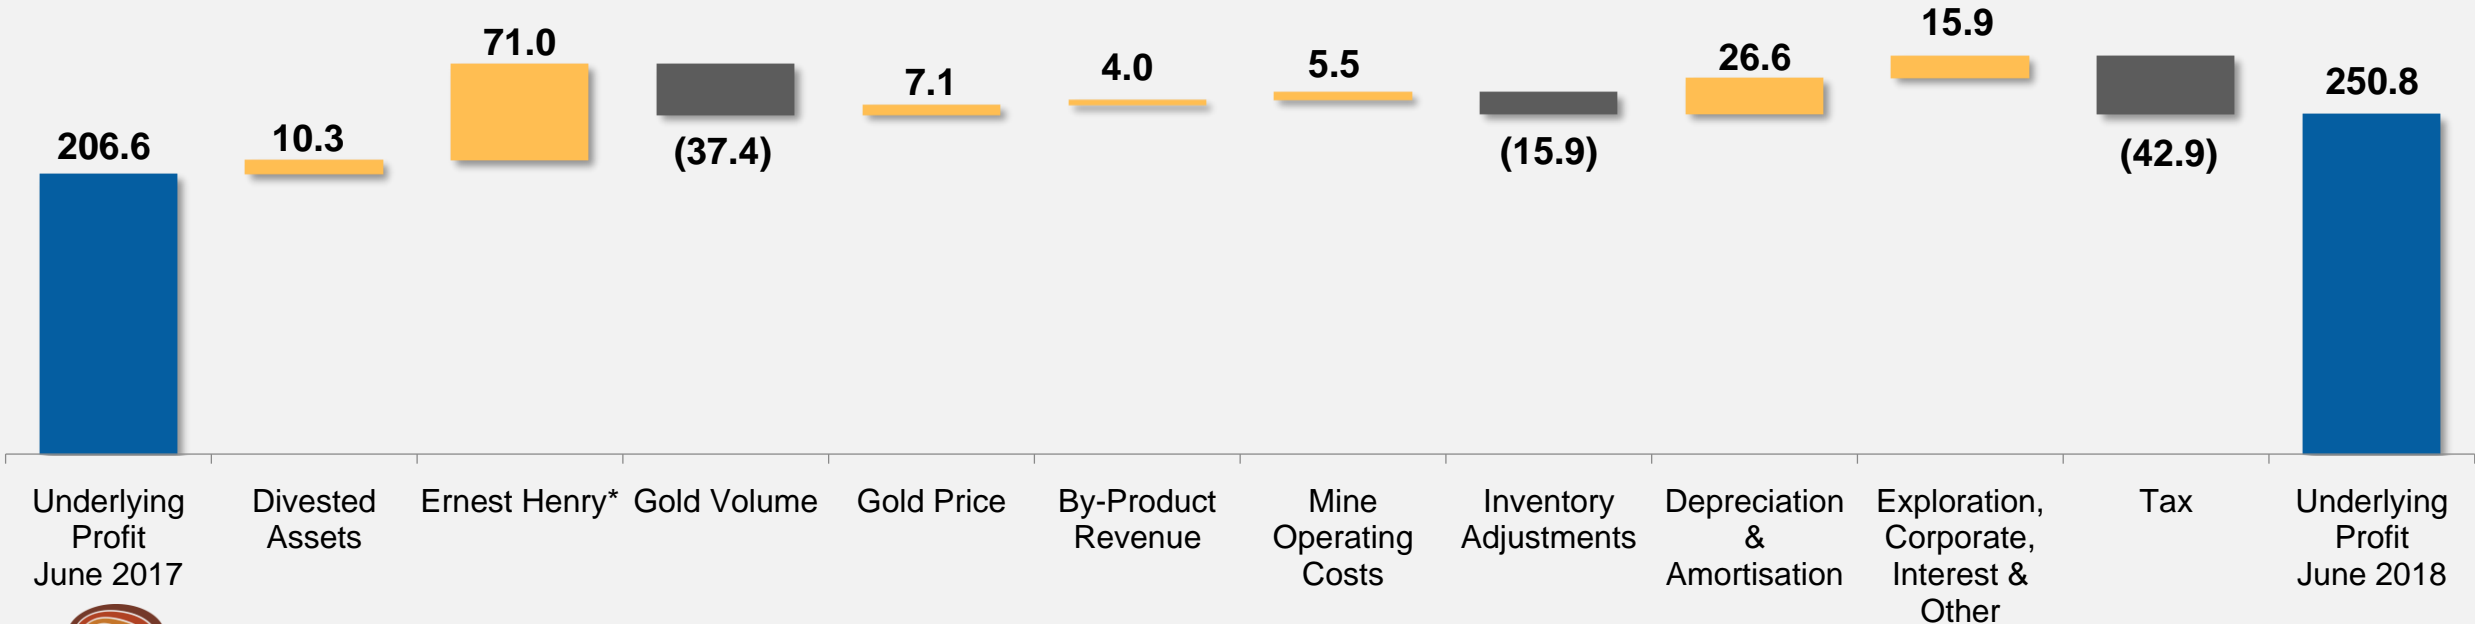 206.6
10.3
71.0
(37.4)
7.1
4.0
5.5
(15.9)
26.6
15.9
(42.9)
250.8
Underlying
Profit
June 2017
Divested
Assets
Ernest Henry*
Gold Volume
Gold Price
By-Product
Revenue
Mine
Operating
Costs
Inventory
Adjustments
Depreciation
&
Amortisation
Exploration,
Corporate,
Interest &
Other
Tax
Underlying
Profit
June 2018